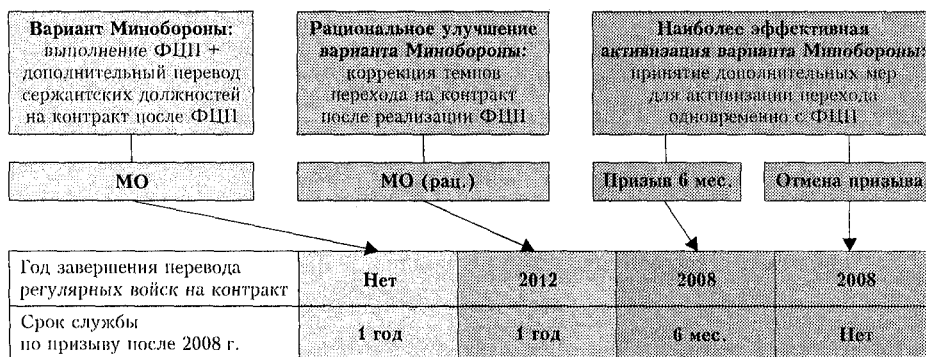 Вариант Минобороны:
выполнение ФЦП +
дополнительный перевод
сержантских должностей
на контракт после ФЦП
Рациональное улучшение
варианта Минобороны:
коррекция темпов
перехода на контракт
после реализации ФЦП
Наиболее эффективная
активизация варианта Минобороны:
принятие дополнительных мер
для активизации перехода
одновременно с ФЦП
МО
МО (рац.)
Призыв 6 мес.
Отмена призыва
Год завершения перевода
регулярных войск на контракт
Нет
2012
2008
2008
Срок службы
по призыву после 2008 г.
1 год
1 год
6 мес.
Нет